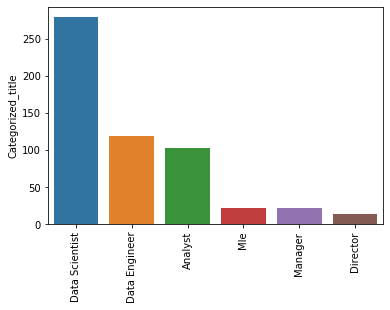 Categorized_title
250
200
150
100
50
0
Data Scientist
Data Engineer
Analyst
Mle
Manager
Director